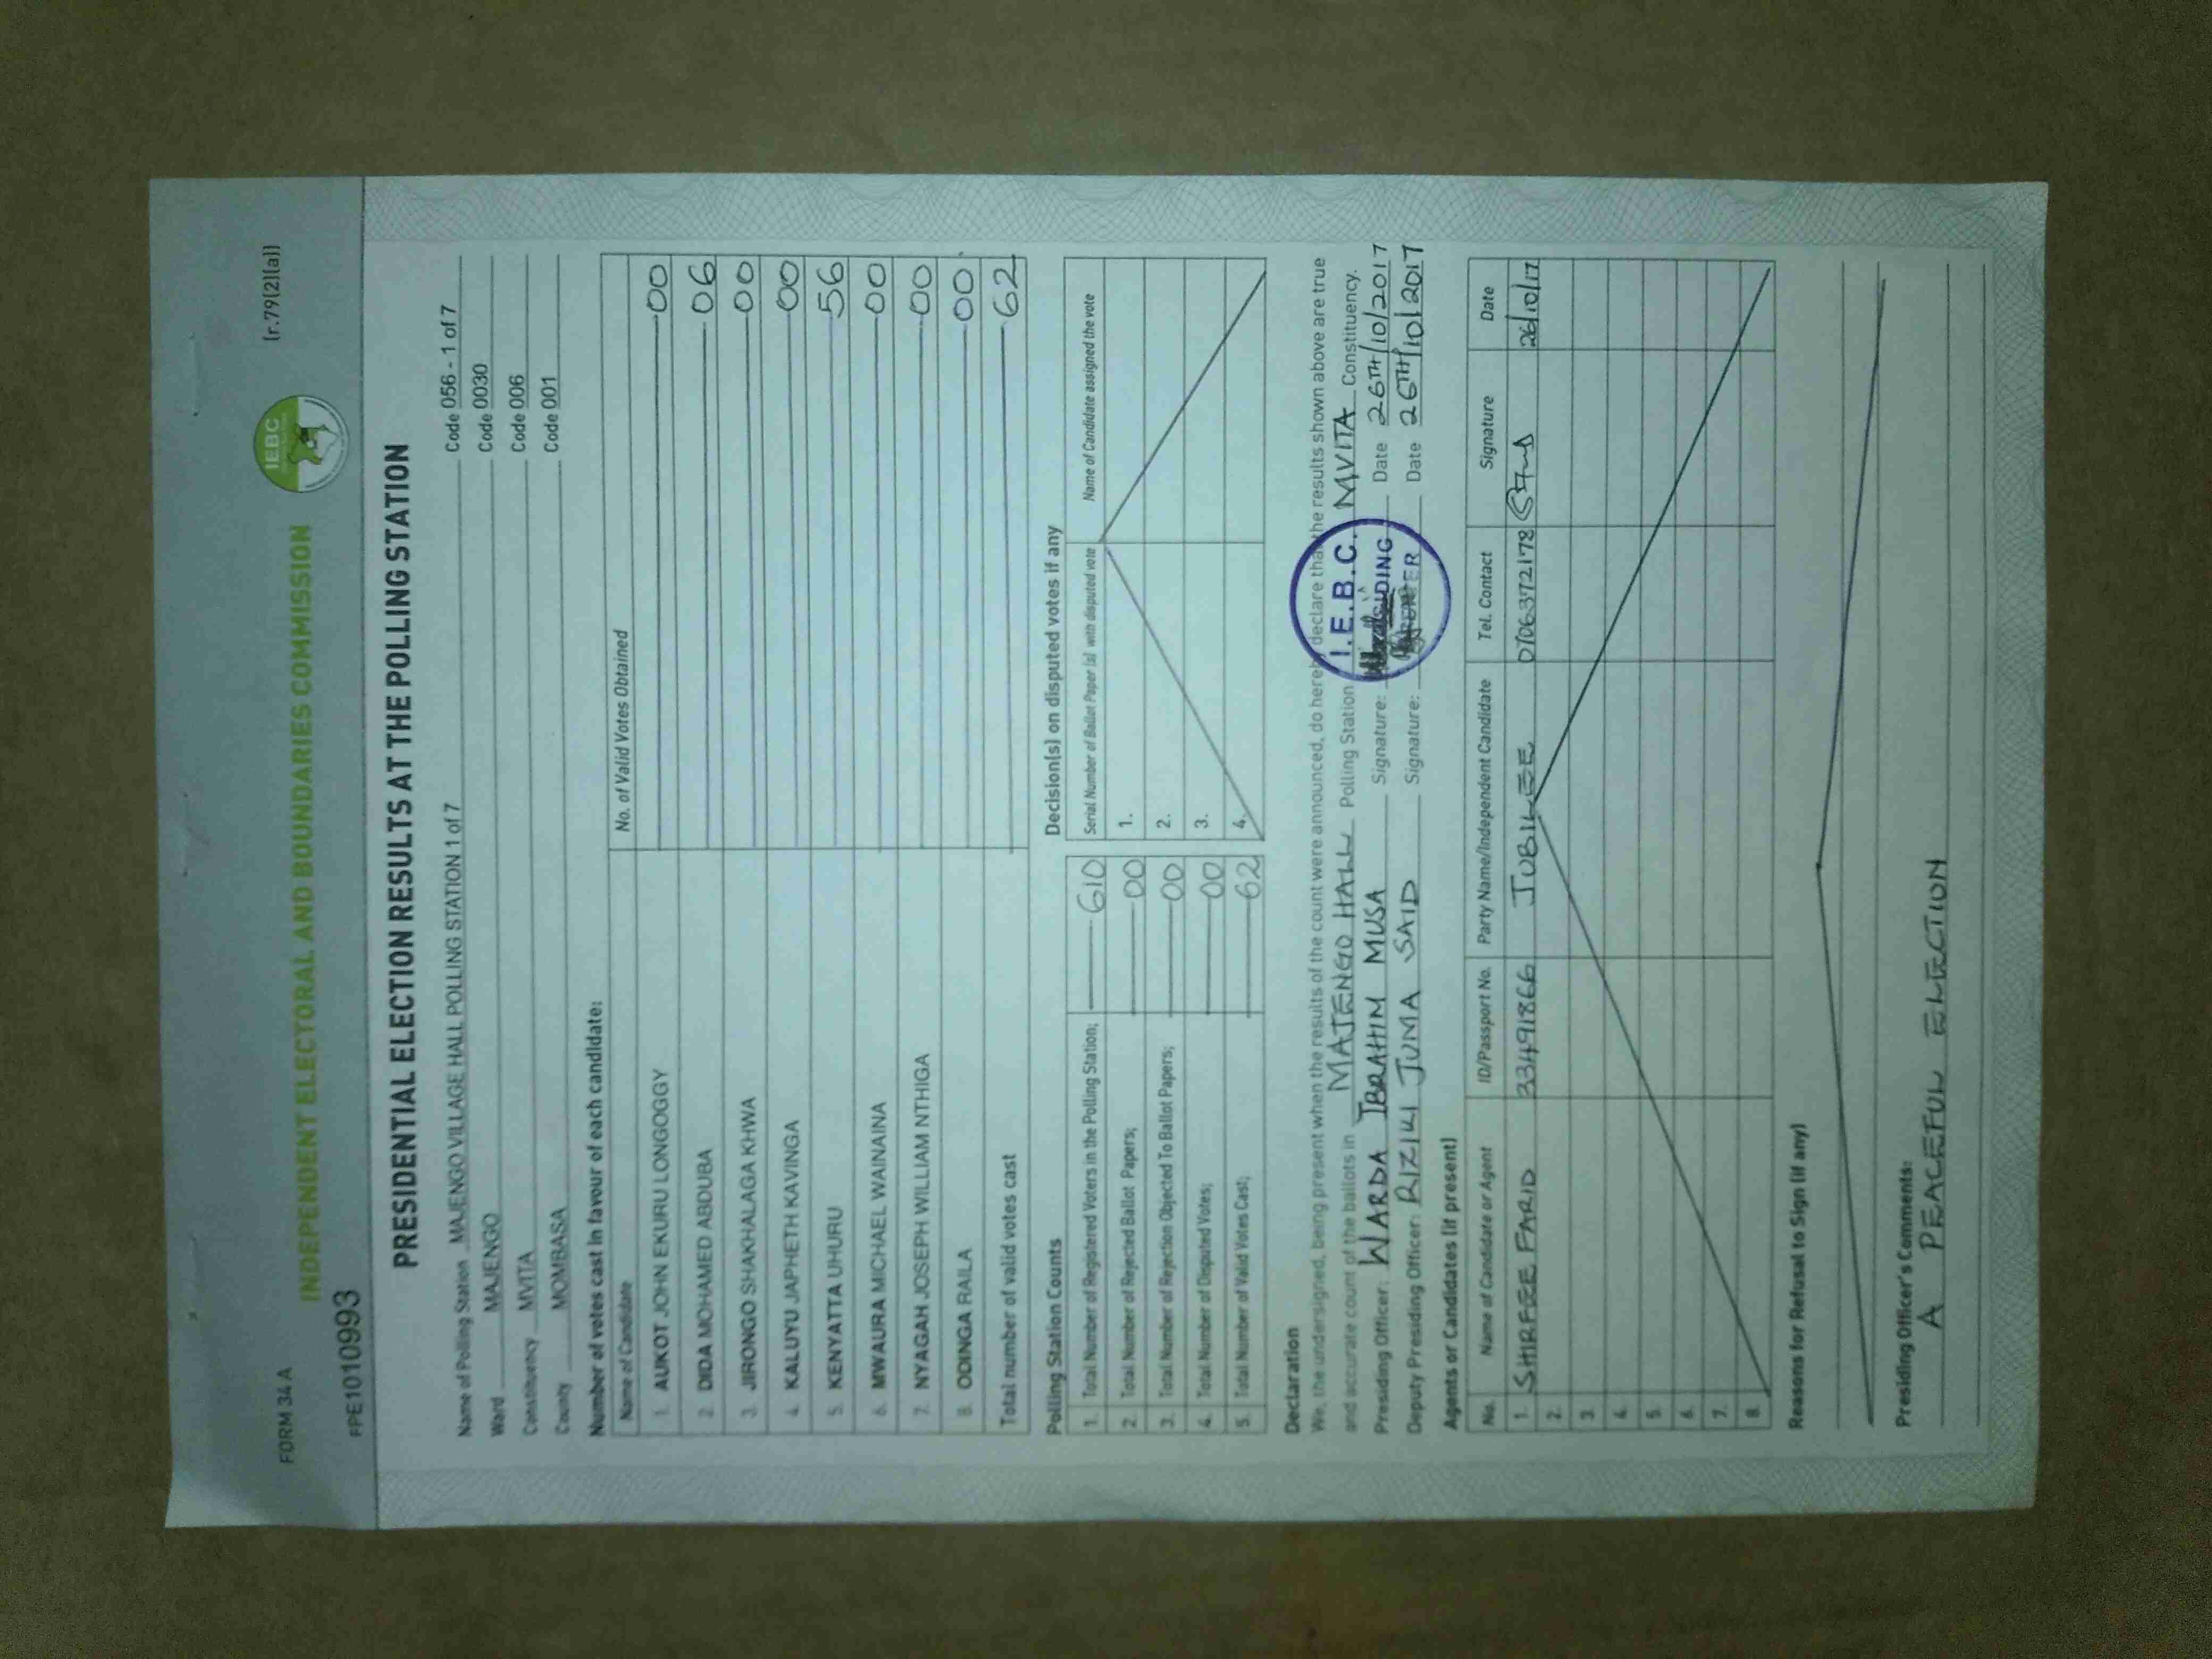 FORM 34 A
(r.79(2)(a))
INDEPENDENT ELECTORAL AND BOUNDARIES COMMISSION
IEBC
FPE1010993
PRESIDENTIAL ELECTION RESULTS AT THE POLLING STATION
Name of Polling Station MAJENGO VILLAGE HALL POLLING STATION 1 of 7 Code 056 - 1 of 7
Ward MAJENGO Code 0030
Constituency MVITA Code 006
County MOMBASA Code 001
Number of votes cast in favour of each candidate:
Name of Candidate No. of Valid Votes Obtained
1. AUKOT JOHN EKURU LONGOGGY 00
2. DIDA MOHAMED ABDUBA 06
3. JIRONGO SHAKHALAGA KHWA 00
4. KALUYU JAPHETH KAVINGA 00
5. KENYATTA UHURU 56
6. MWAURA MICHAEL WAINAINA 00
7. NYAGAH JOSEPH WILLIAM NTHIGA 00
8. ODINGA RAILA 00
Total number of valid votes cast 62
Polling Station Counts
1. Total Number of Registered Voters in the Polling Station; 610
2. Total Number of Rejected Ballot Papers; 00
3. Total Number of Rejection Objected To Ballot Papers; 00
4. Total Number of Disputed Votes; 00
5. Total Number of Valid Votes Cast; 62
Decision(s) on disputed votes if any
Serial Number of Ballot Paper (s) with disputed vote Name of Candidate assigned the vote
1.
2.
3.
4.
Declaration
We, the undersigned, being present when the results of the count were announced, do hereby declare that the results shown above are true
and accurate count of the ballots in MAJENGO HALL Polling Station MVITA Constituency.
Presiding Officer: WARDA IBRAHIM MUSA Signature: Date 26TH/10/2017
Deputy Presiding Officer: RIZIKI JUMA SAID Signature: Date 26TH/10/2017
I.E.B.C.
Agents or Candidates (if present)
No. Name of Candidate or Agent ID/Passport No. Party Name/Independent Candidate Tel. Contact Signature Date
1. SHIRFEE FARID 33491866 JUBILEE 0706372178 26/10/17
2.
3.
4.
5.
6.
7.
8.
Reasons for Refusal to Sign (if any)
Presiding Officer's Comments:
A PEACEFUL ELECTION